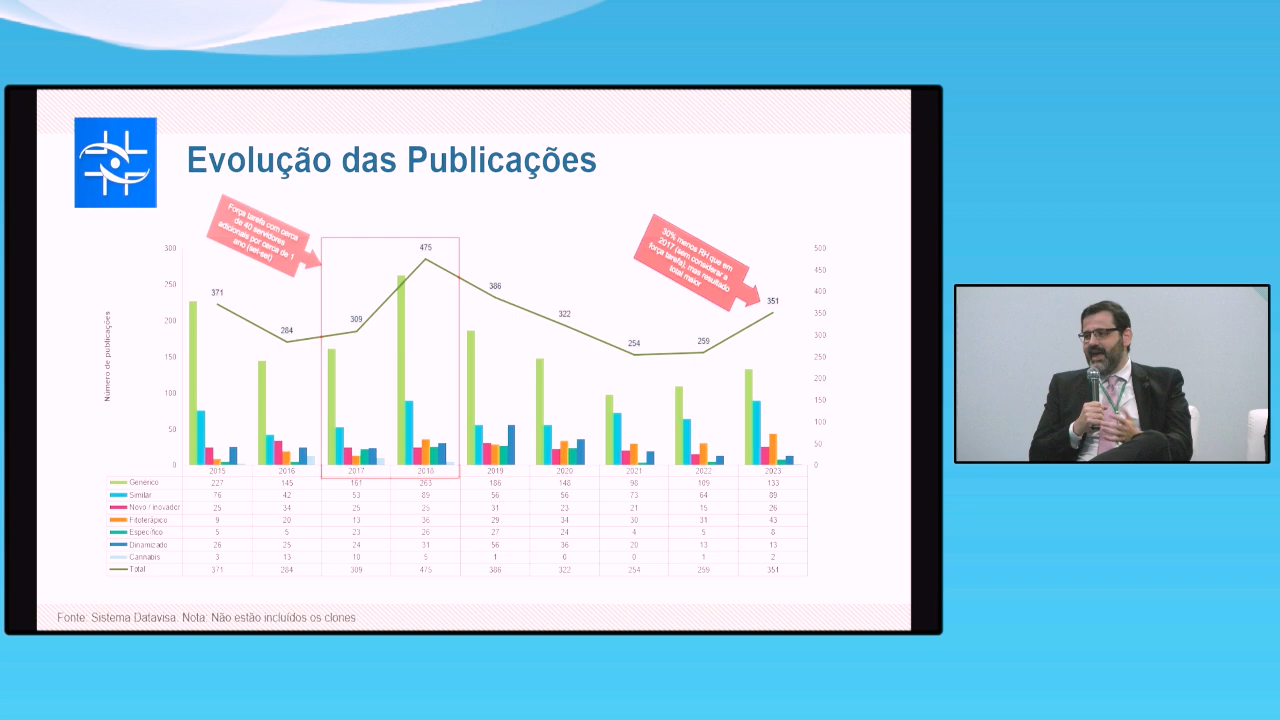 Evolução das Publicações
Força tarefa com cerca
de 40 servidores
adicionais por cerca de 1
ano (set-set)
30% menos RH que em
2017 (sem considerar a
força tarefa), mas resultado
total maior
Número de publicações
300
250
200
150
100
50
0
500
450
400
350
300
250
200
150
100
50
0
371
284
309
475
386
322
254
259
351
2015 2016 2017 2018 2019 2020 2021 2022 2023
Genérico 227 145 161 263 186 148 98 109 133
Similar 76 42 53 89 56 56 73 64 89
Novo / Inovador 25 34 25 25 31 23 21 15 26
Fitoterápico 9 20 13 36 29 34 30 31 43
Específico 5 5 23 26 27 24 4 5 8
Dinamizado 26 25 24 31 56 36 20 13 13
Cannabis 3 13 10 5 1 0 0 1 2
Total 371 284 309 475 386 322 254 259 351
Fonte: Sistema Datavisa. Nota: Não estão incluídos os clones